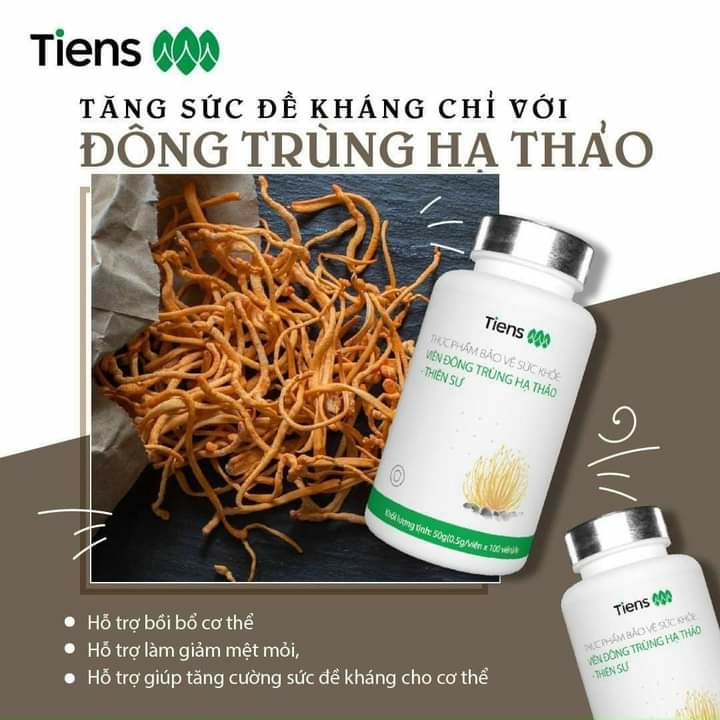 Tiens
TĂNG SỨC ĐỀ KHÁNG CHỈ VỚI
ĐÔNG TRÙNG HẠ THẢO
Tiens
THỰC PHẨM BẢO VỆ SỨC KHỎE
VIÊN ĐÔNG TRÙNG HẠ THẢO
- THIÊN SƯ
Khối lượng tịnh: 50g(0.5g/viên x 100 viên)
Tiens
THỰC PHẨM BẢO VỆ SỨC KHỎE
VIÊN ĐÔNG TRÙNG HẠ THẢO
- THIÊN SƯ
• Hỗ trợ bồi bổ cơ thể
• Hỗ trợ làm giảm mệt mỏi,
• Hỗ trợ giúp tăng cường sức đề kháng cho cơ thể